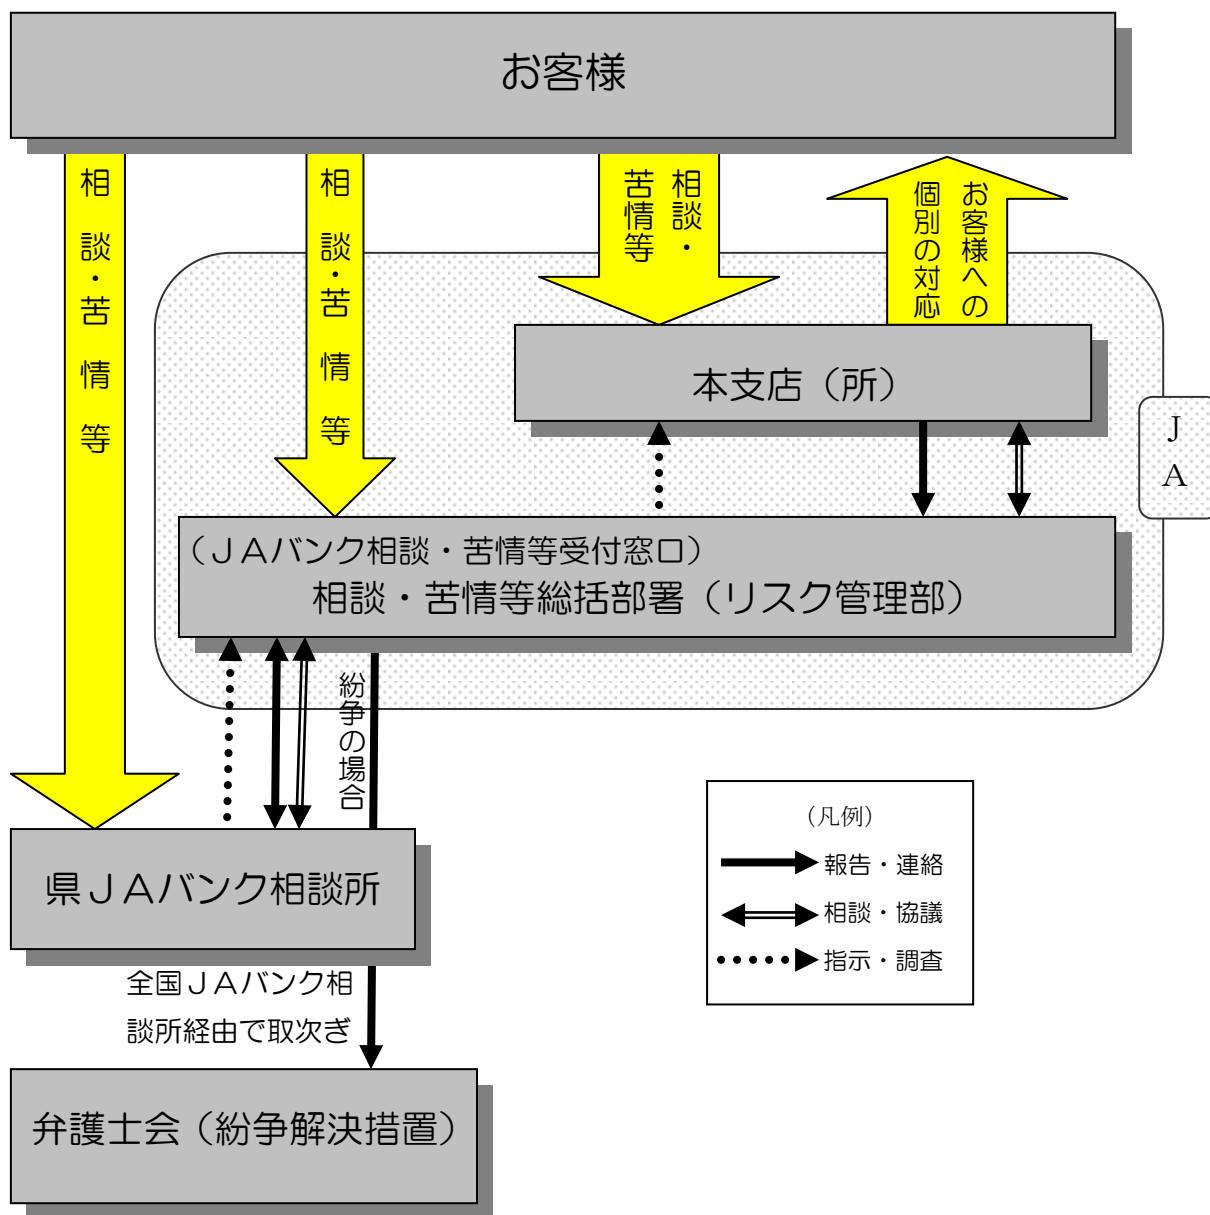 お客様
相談・苦情等
相談・苦情等
相談・
苦情等
お客様への
個別の対応
本支店（所）
ＪＡ
（ＪＡバンク相談・苦情等受付窓口）
相談・苦情等総括部署（リスク管理部）
紛争の場合
県ＪＡバンク相談所
（凡例）
報告・連絡
相談・協議
指示・調査
全国ＪＡバンク相
談所経由で取次ぎ
弁護士会（紛争解決措置）